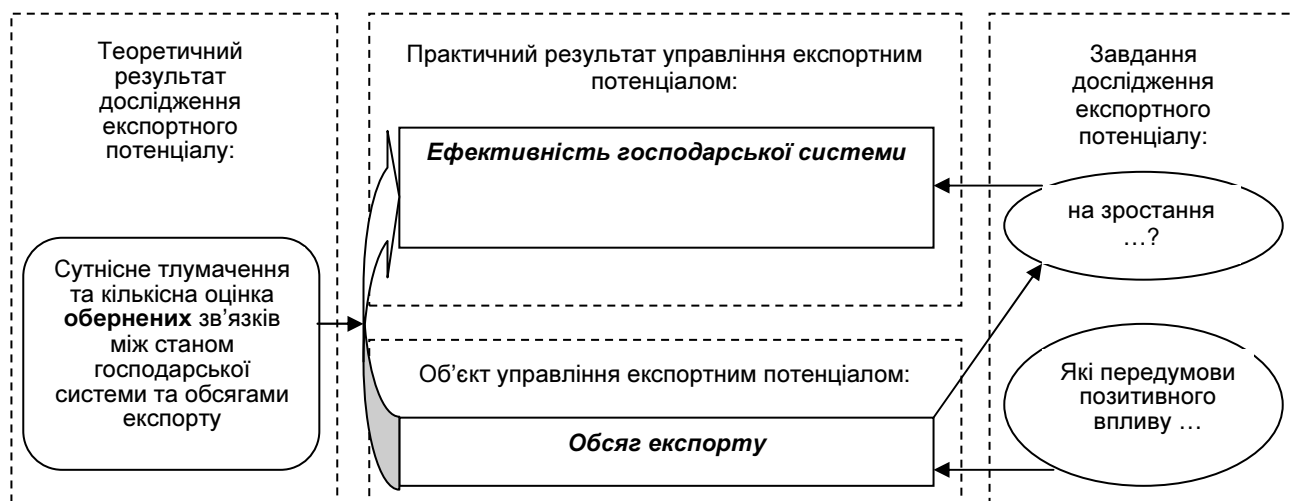 Теоретичний
результат
дослідження
експортного
потенціалу:
Сутнісне тлумачення
та кількісна оцінка
обернених зв’язків
між станом
господарської
системи та обсягами
експорту
Практичний результат управління експортним
потенціалом:
Ефективність господарської системи
Об’єкт управління експортним потенціалом:
Обсяг експорту
Завдання
дослідження
експортного
потенціалу:
на зростання
…?
Які передумови
позитивного
впливу …